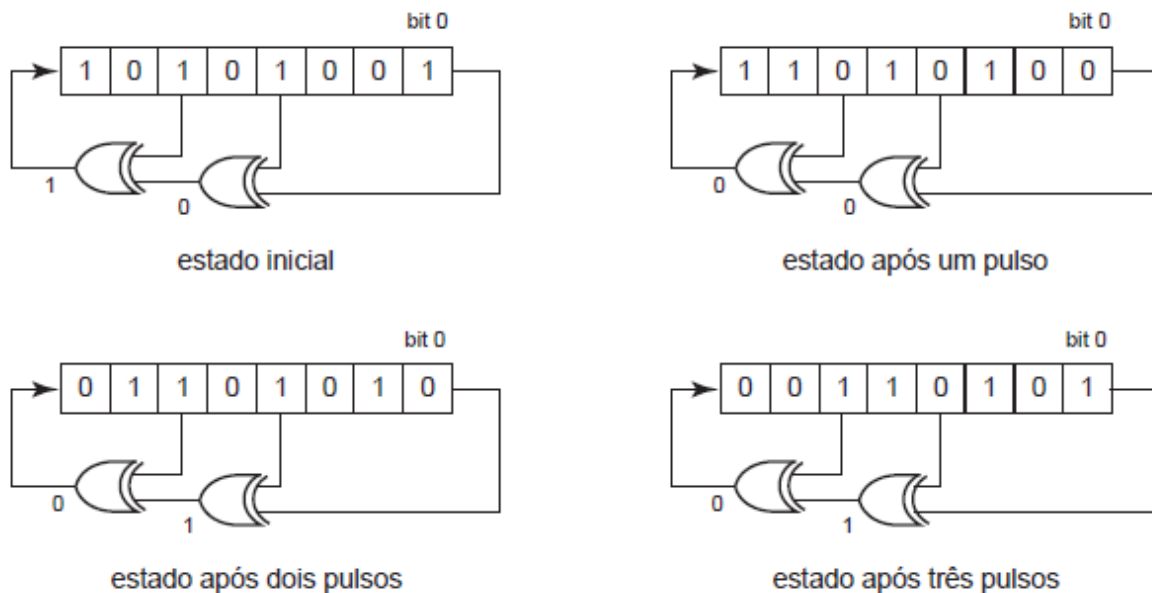 bit 0
1 0 1 0 1 0 0 1
1
0
estado inicial
bit 0
1 1 0 1 0 1 0 0
0
0
estado após um pulso
bit 0
0 1 1 0 1 0 1 0
0
1
estado após dois pulsos
bit 0
0 0 1 1 0 1 0 1
0
1
estado após três pulsos